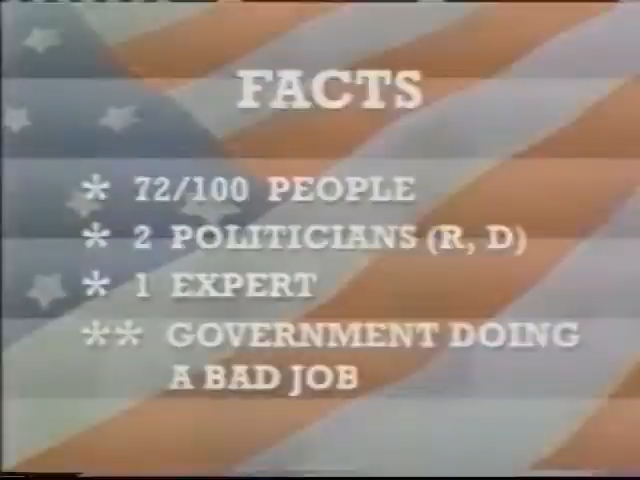 FACTS
* 72/100 PEOPLE
* 2 POLITICIANS (R, D)
* 1 EXPERT
** GOVERNMENT DOING
A BAD JOB